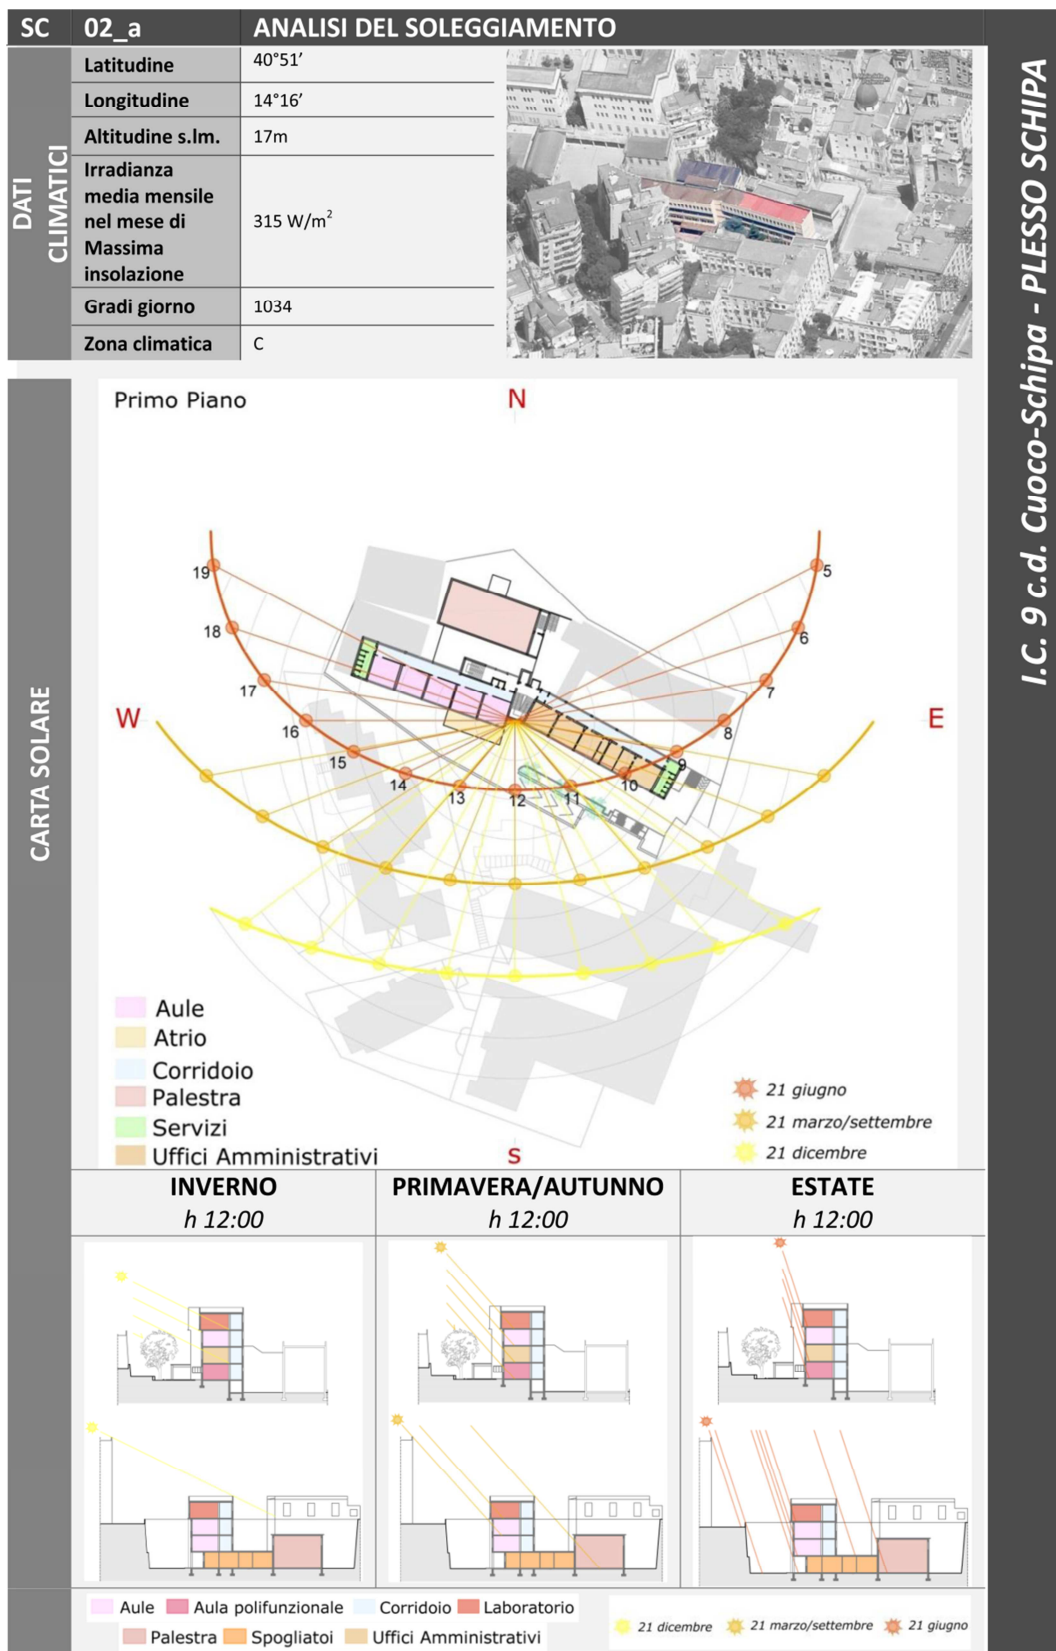 SC 02_a ANALISI DEL SOLEGGIAMENTO
DATI CLIMATICI
Latitudine 40°51’
Longitudine 14°16’
Altitudine s.lm. 17m
Irradianza
media mensile
nel mese di
Massima
insolazione
315 W/m²
Gradi giorno 1034
Zona climatica C
I.C. 9 c.d. Cuoco-Schipa - PLESSO SCHIPA
CARTA SOLARE
Primo Piano
N
19
5
18
6
17
7
W
16
8
E
15
9
14
10
13
11
12
Aule
Atrio
Corridoio
Palestra
Servizi
Uffici Amministrativi
21 giugno
21 marzo/settembre
21 dicembre
S
INVERNO
h 12:00
PRIMAVERA/AUTUNNO
h 12:00
ESTATE
h 12:00
Aule Aula polifunzionale Corridoio Laboratorio
Palestra Spogliatoi Uffici Amministrativi
21 dicembre 21 marzo/settembre 21 giugno